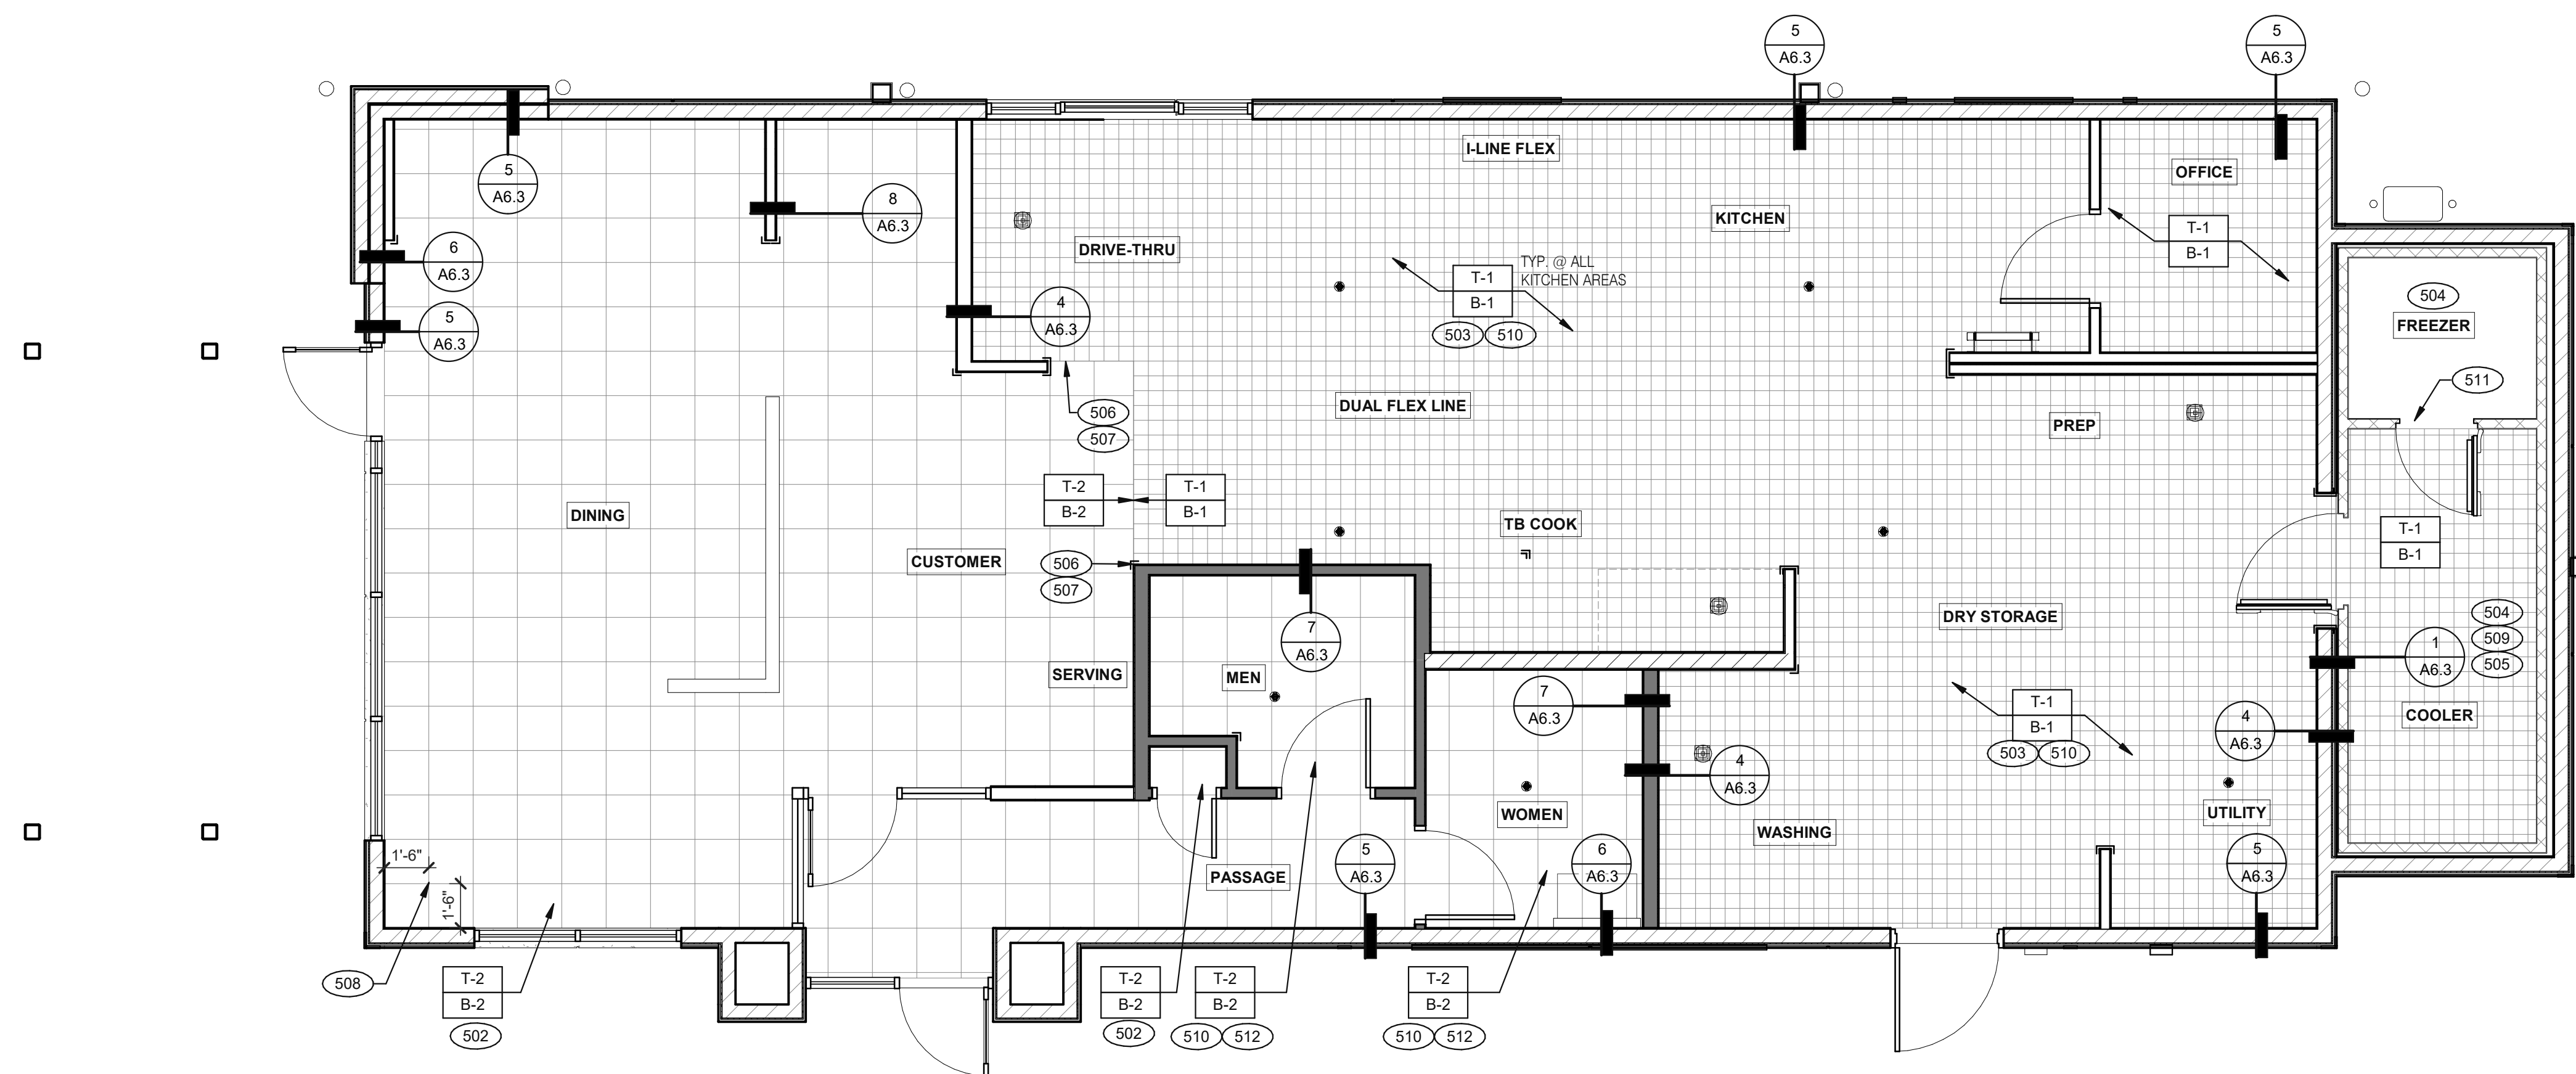 5
A6.3
5
A6.3
I-LINE FLEX
5
A6.3
OFFICE
8
A6.3
KITCHEN
T-1
B-1
DRIVE-THRU
6
A6.3
TYP. @ ALL
KITCHEN AREAS
T-1
B-1
503
510
504
FREEZER
4
A6.3
5
A6.3
511
506
507
DUAL FLEX LINE
PREP
T-2
B-2
T-1
B-1
DINING
TB COOK
T-1
B-1
CUSTOMER
506
507
DRY STORAGE
504
509
505
7
A6.3
1
A6.3
SERVING
MEN
7
A6.3
T-1
B-1
503
510
COOLER
4
A6.3
4
A6.3
WOMEN
WASHING
UTILITY
1'-6"
1'-6"
PASSAGE
5
A6.3
6
A6.3
5
A6.3
508
T-2
B-2
502
T-2
B-2
502
T-2
B-2
510
512
T-2
B-2
510
512